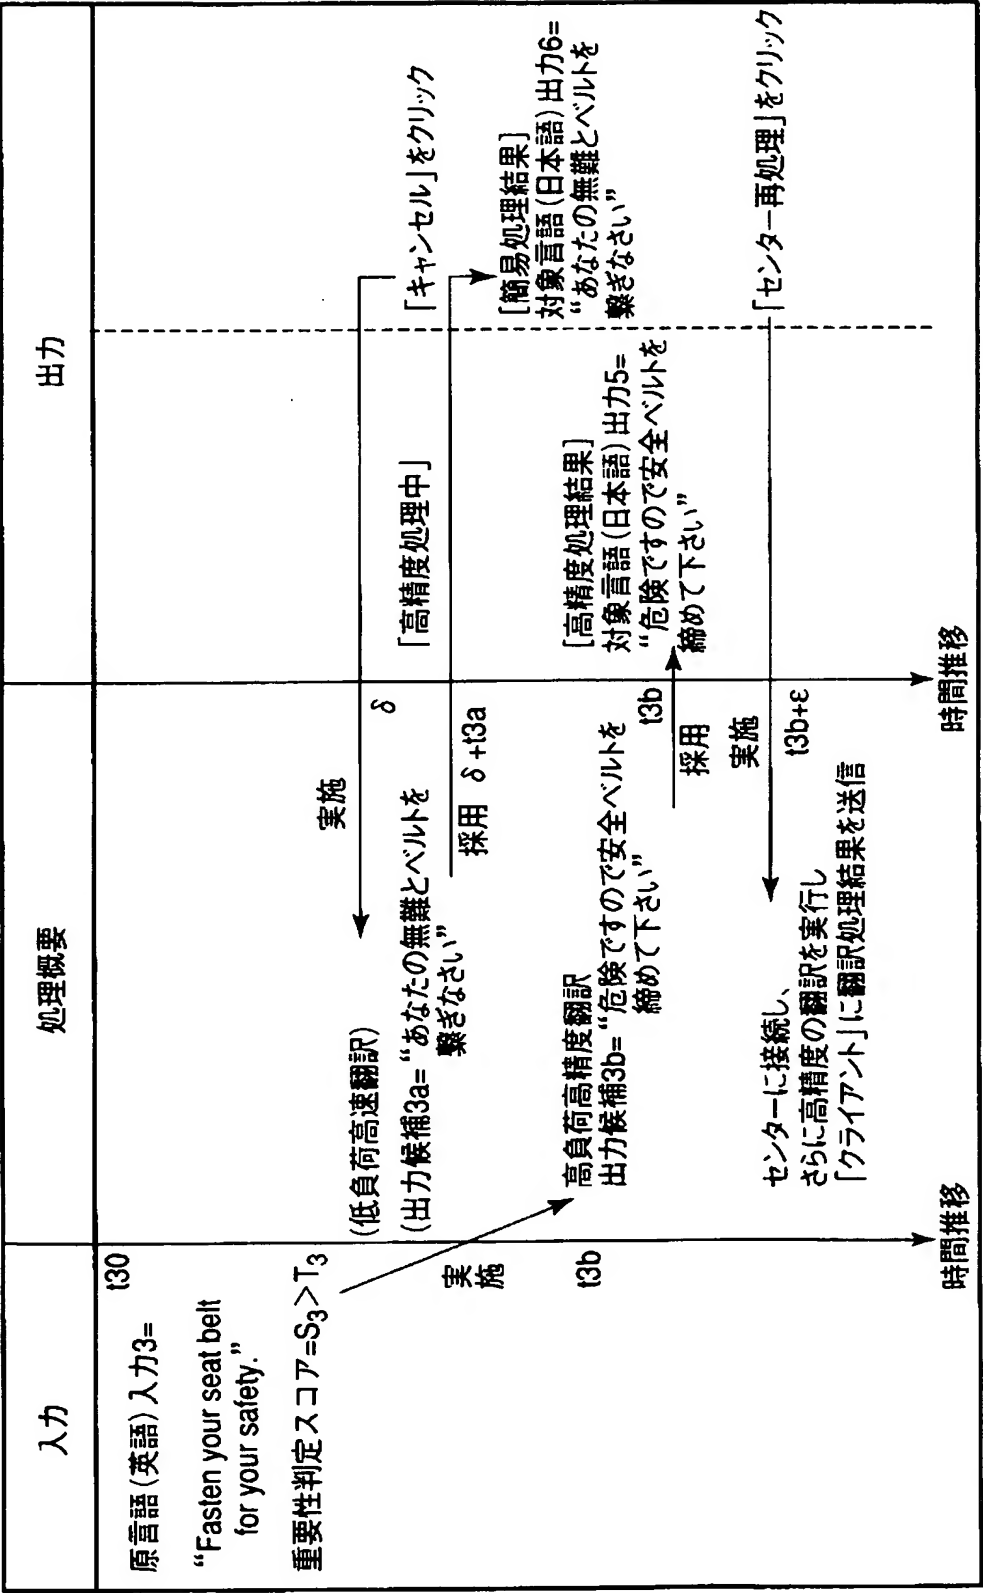 入力
処理概要
出力
原言語(英語)入力3=
“Fasten your seat belt
for your safety.”
重要性判定スコア=S3>T3
t30
実施
t3b
時間推移
実施
δ
(低負荷高速翻訳)
(出力候補3a=“あなたの無難とベルトを
繋ぎなさい”
採用 δ+t3a
高負荷高精度翻訳
出力候補3b=“危険ですので安全ベルトを
締めて下さい”
t3b
採用
実施
t3b+ε
センターに接続し、
さらに高精度の翻訳を実行し
「クライアント」に翻訳処理結果を送信
時間推移
「高精度処理中」
[高精度処理結果]
対象言語(日本語)出力5=
“危険ですので安全ベルトを
締めて下さい”
「キャンセル」をクリック
[簡易処理結果]
対象言語(日本語)出力6=
“あなたの無難とベルトを
繋ぎなさい”
「センター再処理」をクリック